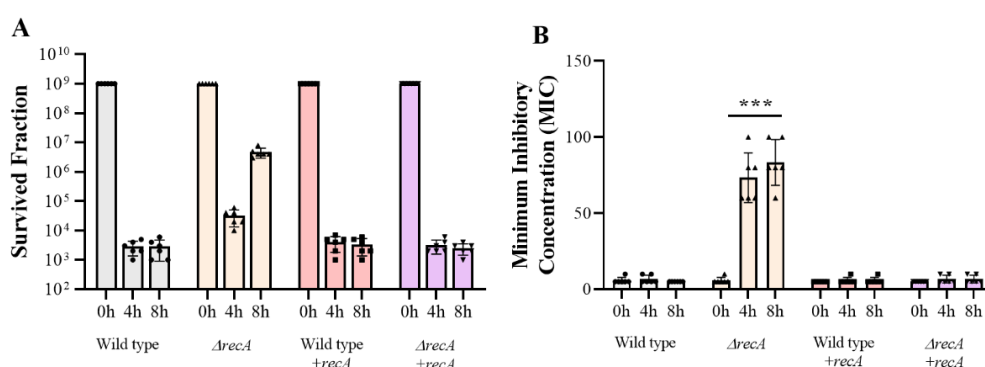 A
Survived Fraction
10^10
10^9
10^8
10^7
10^6
10^5
10^4
10^3
10^2
0h 4h 8h 0h 4h 8h 0h 4h 8h 0h 4h 8h
Wild type ΔrecA Wild type ΔrecA
+recA +recA
B
Minimum Inhibitory
Concentration (MIC)
150
100
50
0
***
0h 4h 8h 0h 4h 8h 0h 4h 8h 0h 4h 8h
Wild type ΔrecA Wild type ΔrecA
+recA +recA